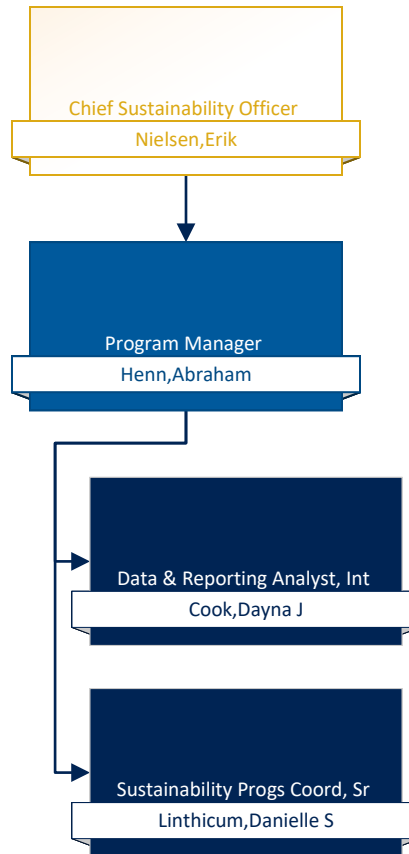 Chief Sustainability Officer
Nielsen,Erik
Program Manager
Henn,Abraham
Data & Reporting Analyst, Int
Cook,Dayna J
Sustainability Progs Coord, Sr
Linthicum,Danielle S